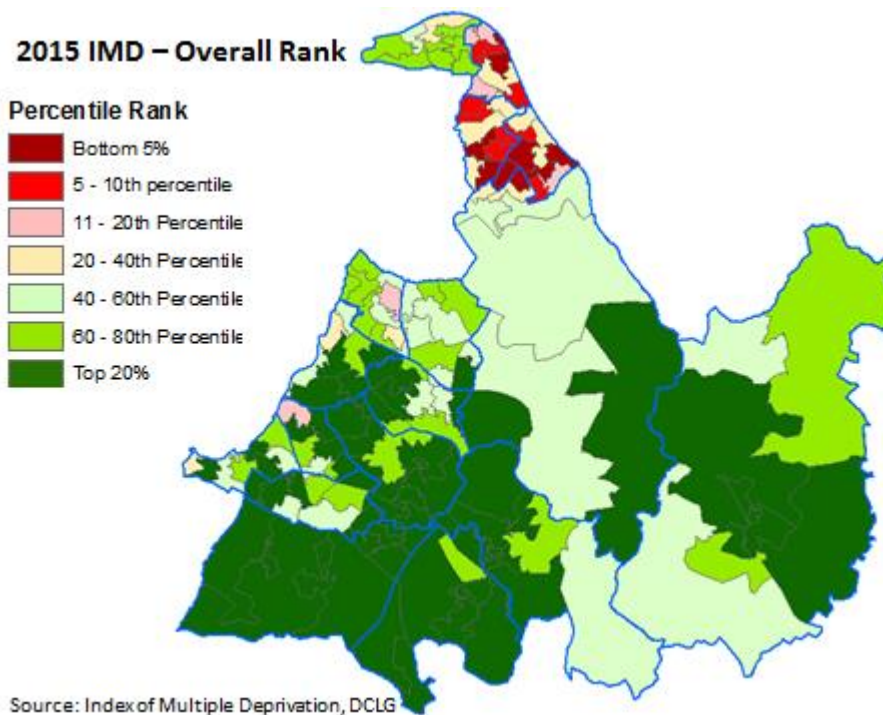 2015 IMD – Overall Rank
Percentile Rank
Bottom 5%
5 - 10th percentile
11 - 20th Percentile
20 - 40th Percentile
40 - 60th Percentile
60 - 80th Percentile
Top 20%
Source: Index of Multiple Deprivation, DCLG